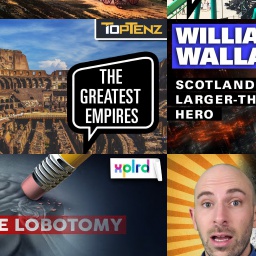 TOPTENZ
THE
GREATEST
EMPIRES
WILLIA
WALLA
SCOTLAND
LARGER-TH
HERO
xplrd
E LOBOTOMY